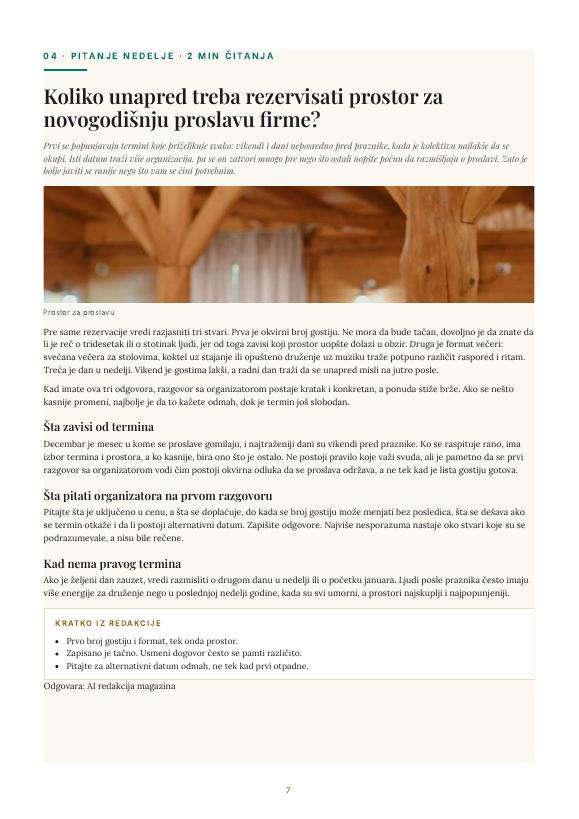 04 · PITANJE NEDELJE · 2 MIN ČITANJA
Koliko unapred treba rezervisati prostor za
novogodišnju proslavu firme?
Prvi se popunjavaju termini koje priželjkuje svako: vikendi i dani neposredno pred praznike, kada je kolektivu najlakše da se
okupi. Isti datum traži više organizacija, pa se on zatvori mnogo pre nego što ostali uopšte počnu da razmišljaju o proslavi. Zato je
bolje javiti se ranije nego što vam se čini potrebnim.
Prostor za proslavu
Pre same rezervacije vredi razjasniti tri stvari. Prva je okvirni broj gostiju. Ne mora da bude tačan, dovoljno je da znate da
li je reč o tridesetak ili o stotinak ljudi, jer od toga zavisi koji prostor uopšte dolazi u obzir. Druga je format večeri:
svečana večera za stolovima, koktel uz stajanje ili opušteno druženje uz muziku traže potpuno različit raspored i ritam.
Treća je dan u nedelji. Vikend je gostima lakši, a radni dan traži da se unapred misli na jutro posle.
Kad imate ova tri odgovora, razgovor sa organizatorom postaje kratak i konkretan, a ponuda stiže brže. Ako se nešto
kasnije promeni, najbolje je da to kažete odmah, dok je termin još slobodan.
Šta zavisi od termina
Decembar je mesec u kome se proslave gomilaju, i najtraženiji dani su vikendi pred praznike. Ko se raspituje rano, ima
izbor termina i prostora, a ko kasnije, bira ono što je ostalo. Ne postoji pravilo koje važi svuda, ali je pametno da se prvi
razgovor sa organizatorom vodi čim postoji okvirna odluka da se proslava održava, a ne tek kad je lista gostiju gotova.
Šta pitati organizatora na prvom razgovoru
Pitajte šta je uključeno u cenu, a šta se doplaćuje, do kada se broj gostiju može menjati bez posledica, šta se dešava ako
se termin otkaže i da li postoji alternativni datum. Zapišite odgovore. Najviše nesporazuma nastaje oko stvari koje su se
podrazumevale, a nisu bile rečene.
Kad nema pravog termina
Ako je željeni dan zauzet, vredi razmisliti o drugom danu u nedelji ili o početku januara. Ljudi posle praznika često imaju
više energije za druženje nego u poslednjoj nedelji godine, kada su svi umorni, a prostori najskuplji i najpopunjeniji.
KRATKO IZ REDAKCIJE
• Prvo broj gostiju i format, tek onda prostor.
• Zapisano je tačno. Usmeni dogovor često se pamti različito.
• Pitajte za alternativni datum odmah, ne tek kad prvi otpadne.
Odgovara: AI redakcija magazina
7